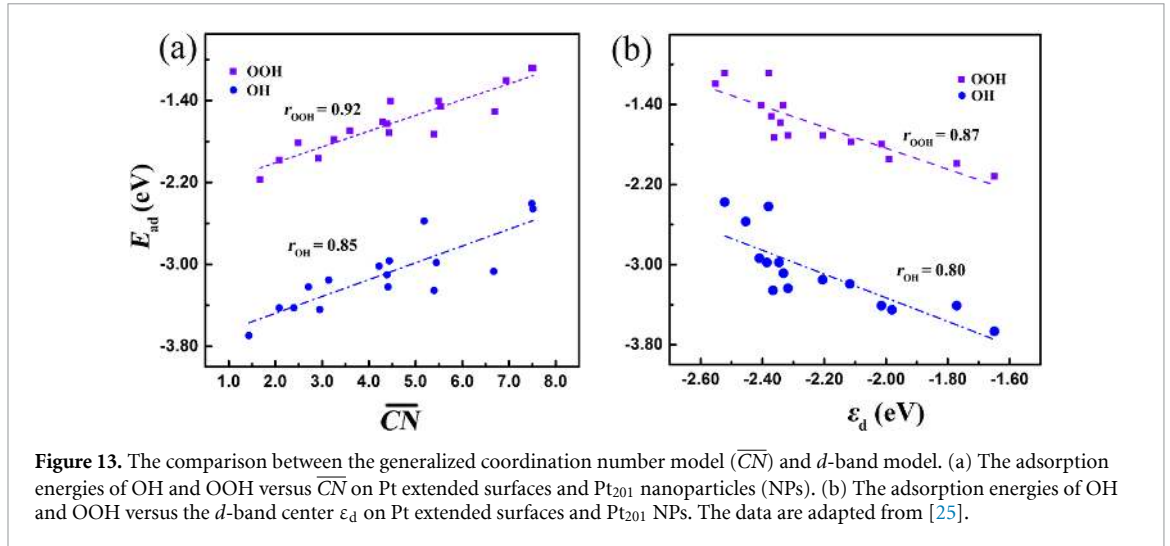 (a)
OOH
OH
-1.40
-2.20
-3.00
-3.80
E_ad (eV)
r_OOH = 0.92
r_OH = 0.85
1.0 2.0 3.0 4.0 5.0 6.0 7.0 8.0
C̅N̅
(b)
OOH
OH
-1.40
-2.20
-3.00
-3.80
r_OOH = 0.87
r_OH = 0.80
-2.60 -2.40 -2.20 -2.00 -1.80 -1.60
ε_d (eV)
Figure 13. The comparison between the generalized coordination number model (C̅N̅) and d-band model. (a) The adsorption
energies of OH and OOH versus C̅N̅ on Pt extended surfaces and Pt₂₀₁ nanoparticles (NPs). (b) The adsorption energies of OH
and OOH versus the d-band center ε_d on Pt extended surfaces and Pt₂₀₁ NPs. The data are adapted from [25].